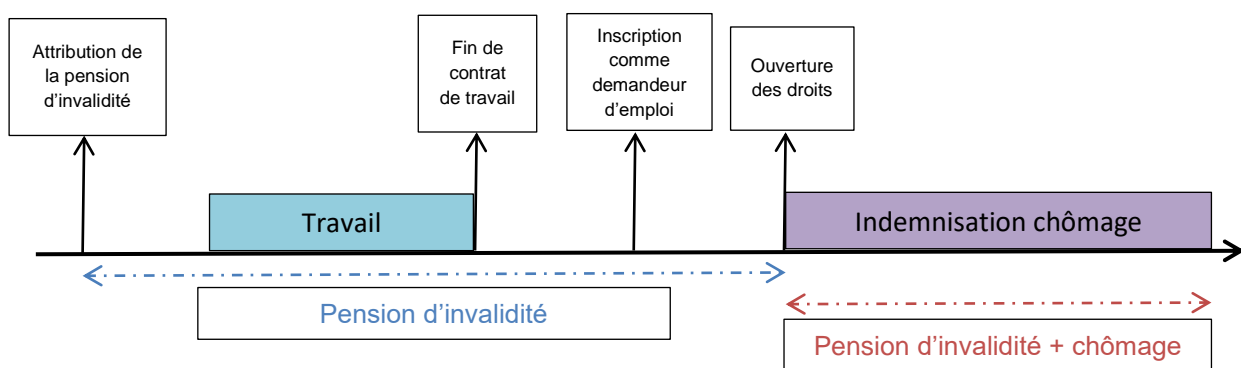 Attribution de
la pension
d’invalidité
Fin de
contrat
de travail
Inscription
comme
demandeur
d’emploi
Ouverture
des droits
Travail
Indemnisation chômage
Pension d’invalidité
Pension d’invalidité + chômage